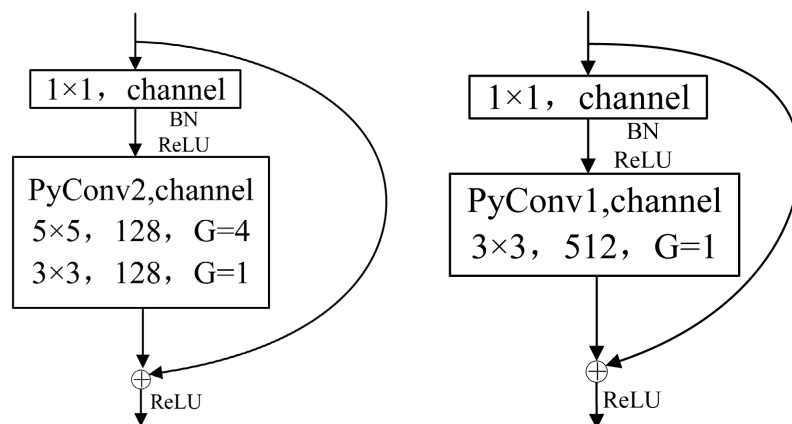 1×1，channel
BN
ReLU
PyConv2,channel
5×5，128，G=4
3×3，128，G=1
ReLU
1×1，channel
BN
ReLU
PyConv1,channel
3×3，512，G=1
ReLU